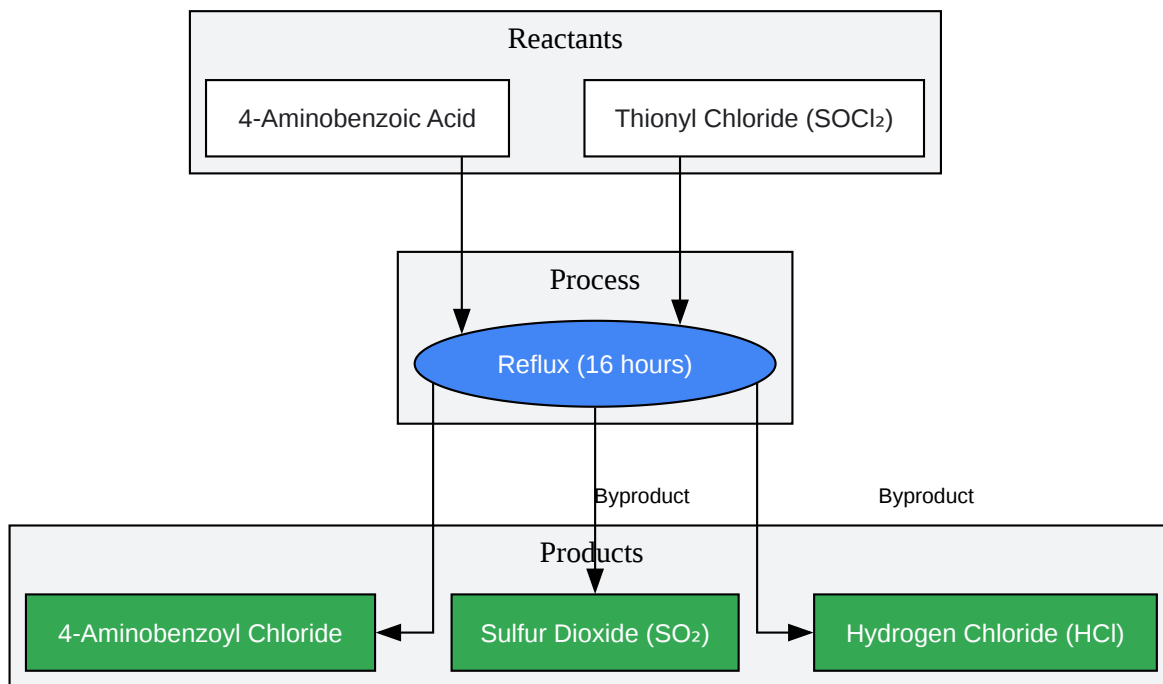 Reactants
4-Aminobenzoic Acid
Thionyl Chloride (SOCl₂)
Process
Reflux (16 hours)
Byproduct
Byproduct
Products
4-Aminobenzoyl Chloride
Sulfur Dioxide (SO₂)
Hydrogen Chloride (HCl)